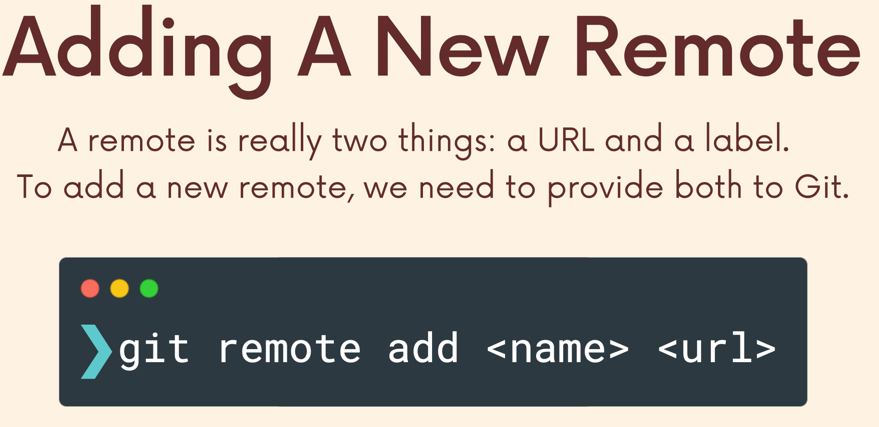 Adding A New Remote
A remote is really two things: a URL and a label.
To add a new remote, we need to provide both to Git.
❯git remote add <name> <url>